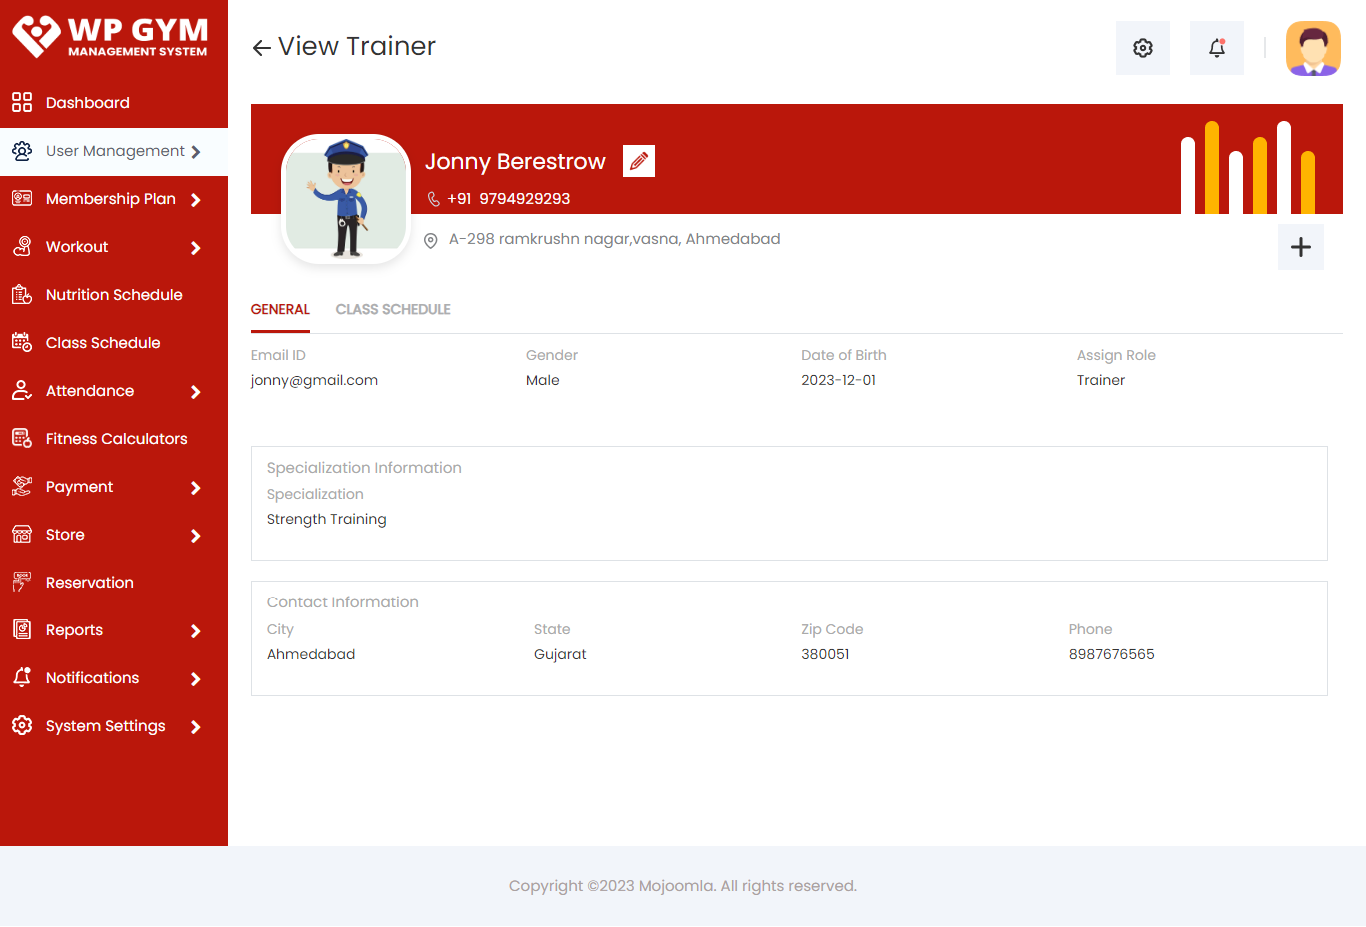 WP GYM
MANAGEMENT SYSTEM
Dashboard
User Management
Membership Plan
Workout
Nutrition Schedule
Class Schedule
Attendance
Fitness Calculators
Payment
Store
Reservation
Reports
Notifications
System Settings
View Trainer
Jonny Berestrow
+91 9794929293
A-298 ramkrushn nagar,vasna, Ahmedabad
GENERAL CLASS SCHEDULE
Email ID Gender Date of Birth Assign Role
jonny@gmail.com Male 2023-12-01 Trainer
Specialization Information
Specialization
Strength Training
Contact Information
City State Zip Code Phone
Ahmedabad Gujarat 380051 8987676565
Copyright ©2023 Mojoomla. All rights reserved.